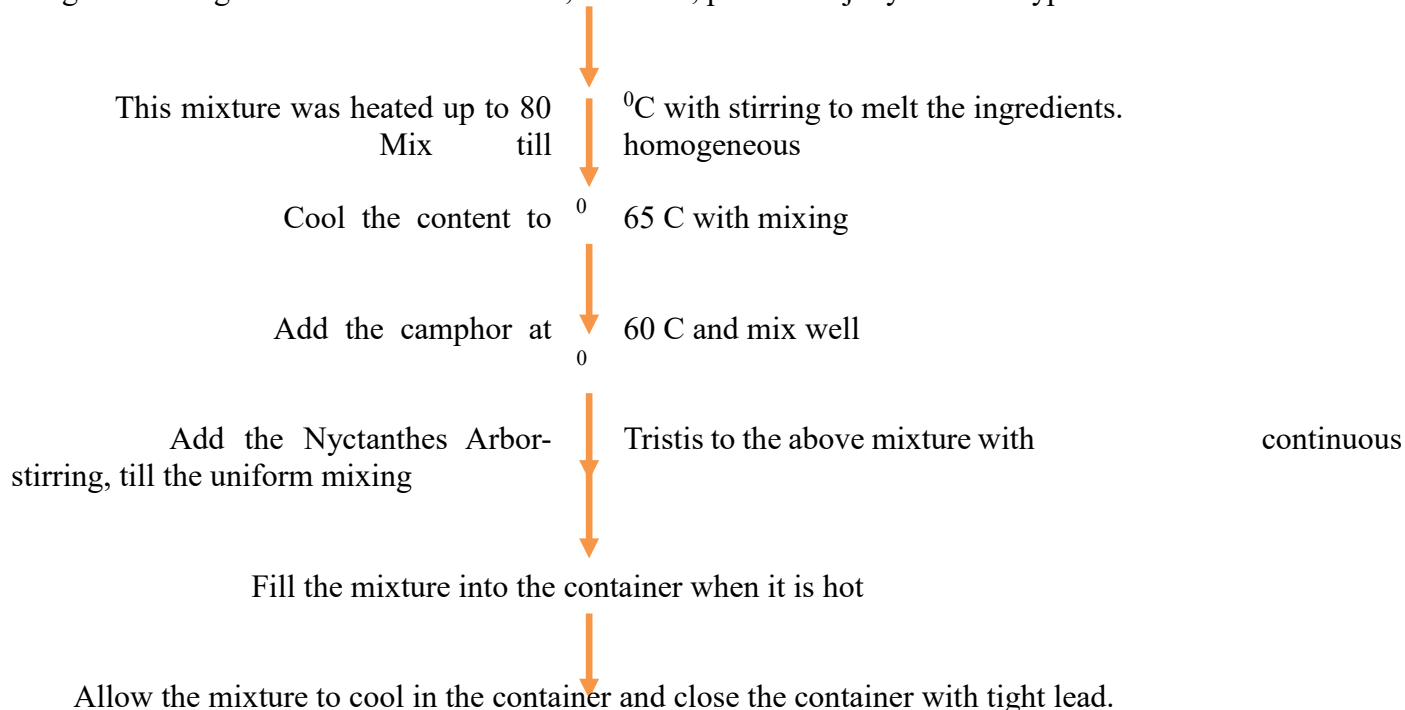 This mixture was heated up to 80 ⁰C with stirring to melt the ingredients.
Mix till homogeneous
Cool the content to ⁰ 65 C with mixing
Add the camphor at 60 C and mix well
⁰
Add the Nyctanthes Arbor- Tristis to the above mixture with continuous
stirring, till the uniform mixing
Fill the mixture into the container when it is hot
Allow the mixture to cool in the container and close the container with tight lead.